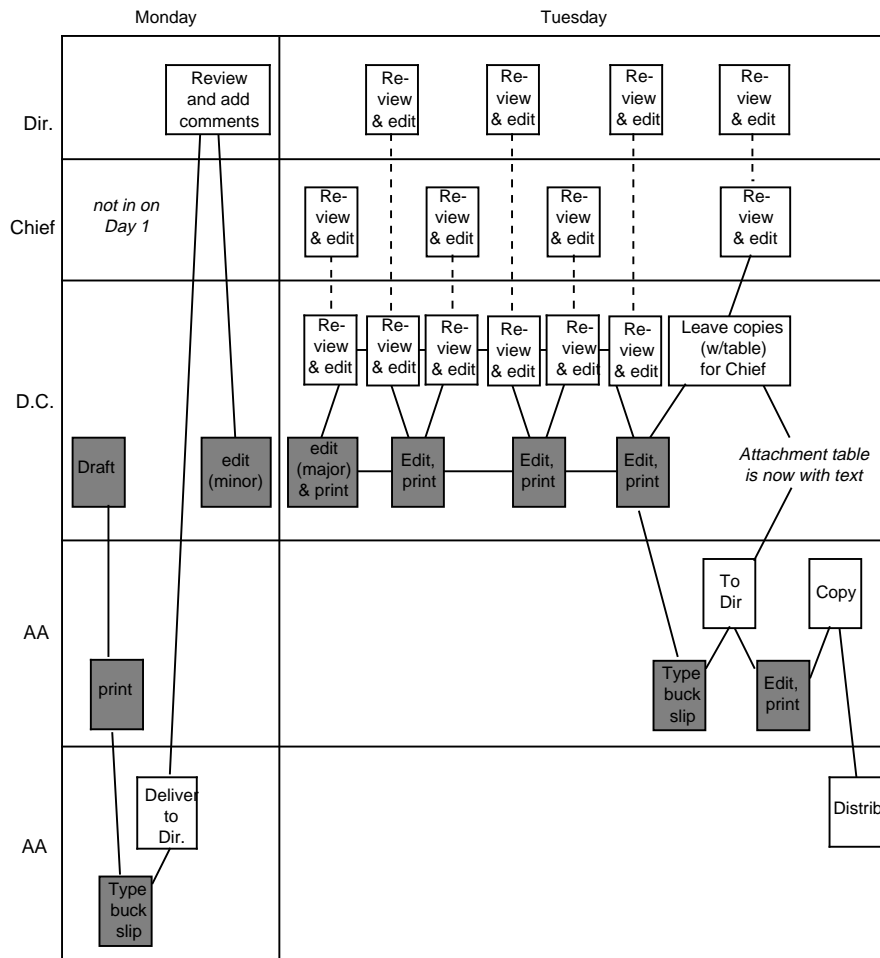 Monday
Tuesday
Dir.
Review
and add
comments
Re-
view
& edit
Re-
view
& edit
Re-
view
& edit
Re-
view
& edit
Chief
not in on
Day 1
Re-
view
& edit
Re-
view
& edit
Re-
view
& edit
Re-
view
& edit
D.C.
Re-
view
& edit
Re-
view
& edit
Re-
view
& edit
Re-
view
& edit
Re-
view
& edit
Re-
view
& edit
Leave copies
(w/table)
for Chief
Draft
edit
(minor)
edit
(major)
& print
Edit,
print
Edit,
print
Edit,
print
Attachment table
is now with text
AA
To
Dir
Copy
print
Type
buck
slip
Edit,
print
AA
Deliver
to
Dir.
Distrib
Type
buck
slip